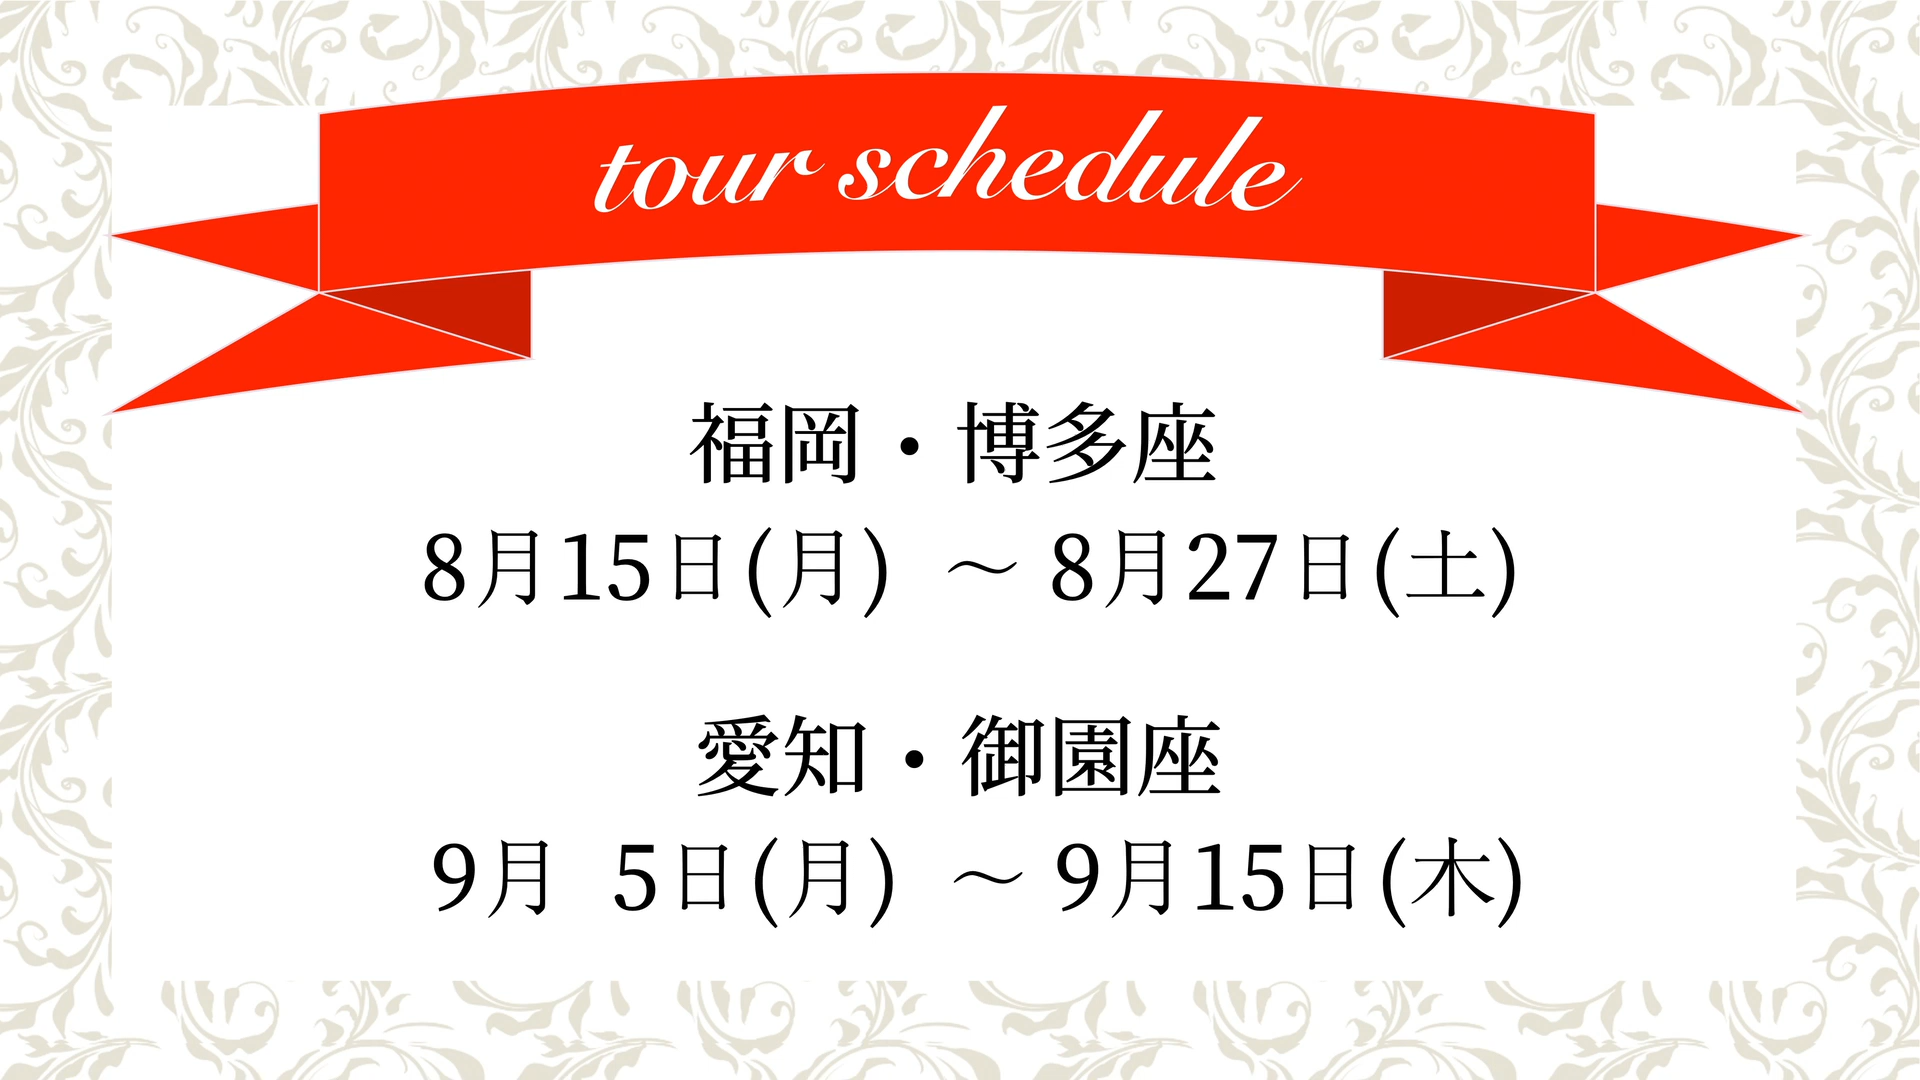 tour schedule
福岡・博多座
8月15日(月) ～ 8月27日(土)
愛知・御園座
9月 5日(月) ～ 9月15日(木)